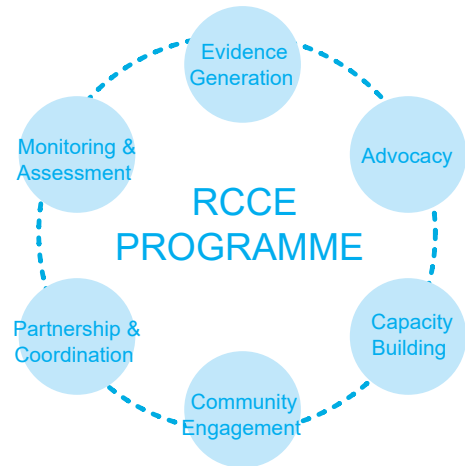 Evidence
Generation
Monitoring &
Assessment
Advocacy
RCCE
PROGRAMME
Partnership &
Coordination
Capacity
Building
Community
Engagement